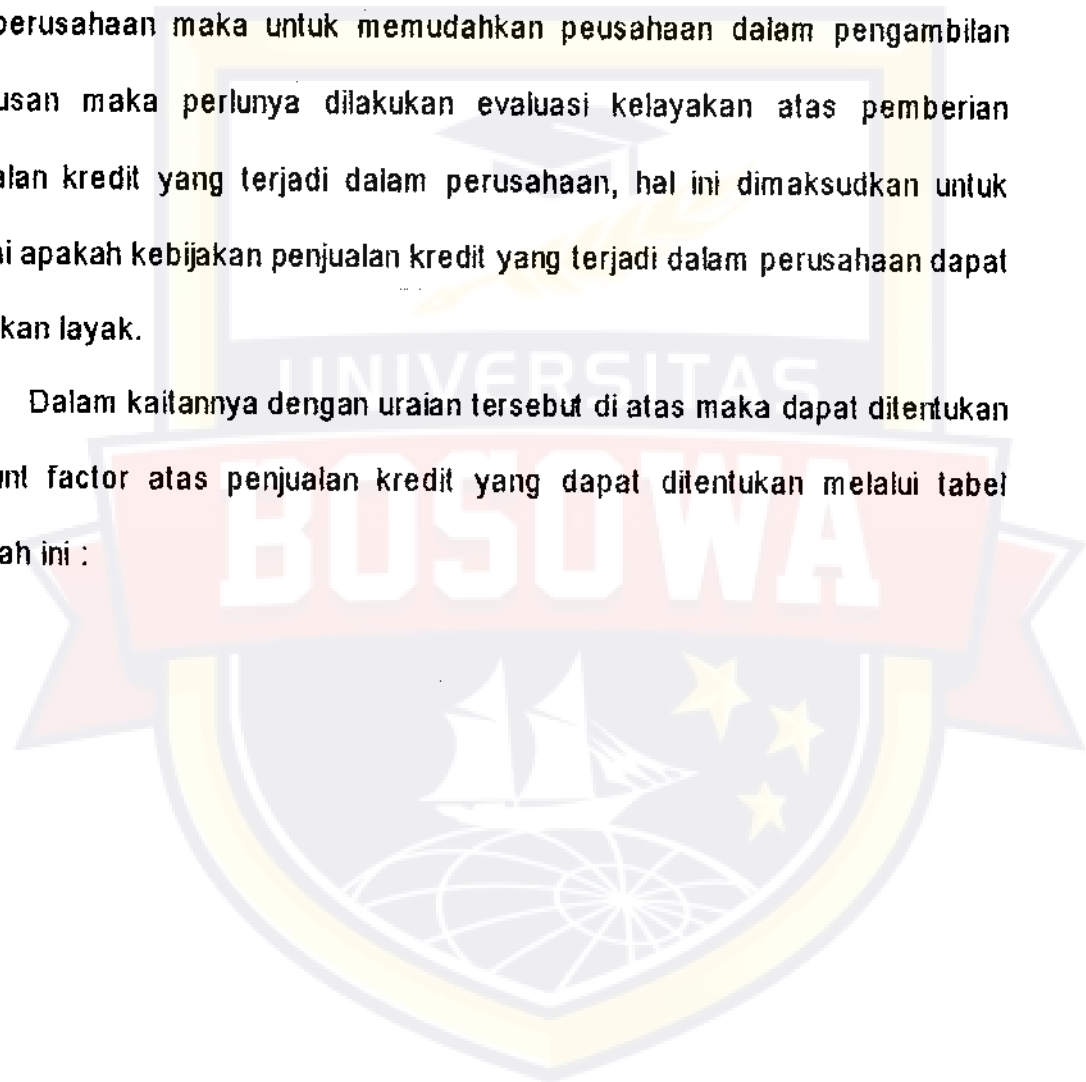 perusahaan maka untuk memudahkan peusahaan dalam pengambilan
usan maka perlunya dilakukan evaluasi kelayakan atas pemberian
alan kredit yang terjadi dalam perusahaan, hal ini dimaksudkan untuk
ai apakah kebijakan penjualan kredit yang terjadi dalam perusahaan dapat
kan layak.
Dalam kaitannya dengan uraian tersebut di atas maka dapat ditentukan
unt factor atas penjualan kredit yang dapat ditentukan melalui tabel
ah ini :
UNIVERSITAS
BOSOWA